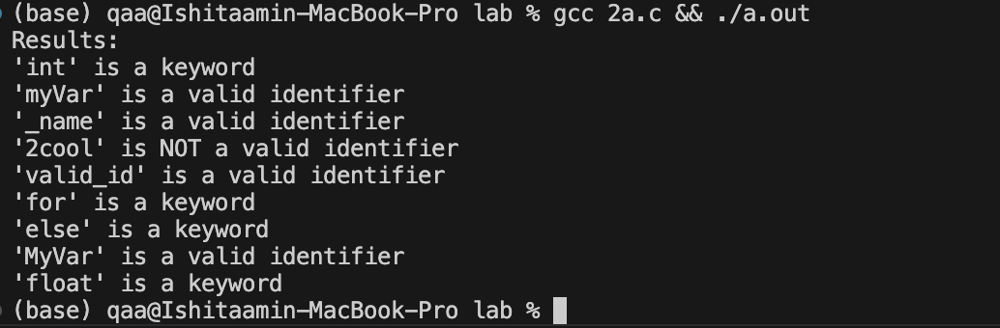 (base) qaa@Ishitaamin-MacBook-Pro lab % gcc 2a.c && ./a.out
Results:
'int' is a keyword
'myVar' is a valid identifier
'_name' is a valid identifier
'2cool' is NOT a valid identifier
'valid_id' is a valid identifier
'for' is a keyword
'else' is a keyword
'MyVar' is a valid identifier
'float' is a keyword
(base) qaa@Ishitaamin-MacBook-Pro lab %